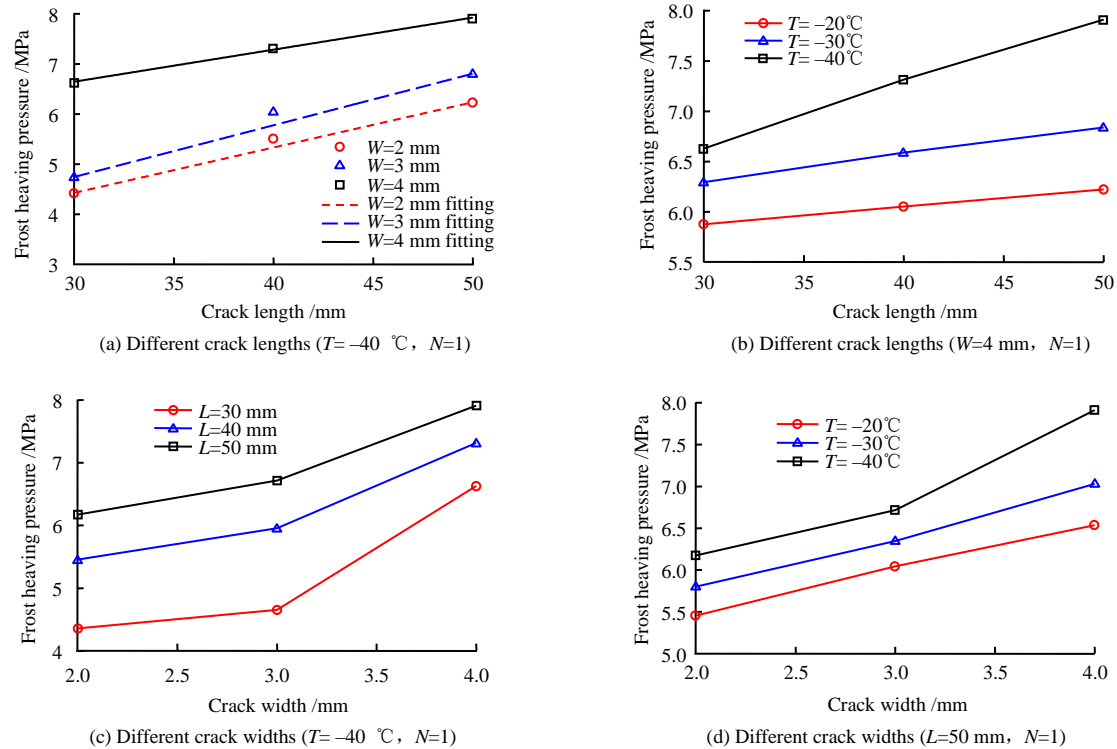 Frost heaving pressure /MPa
8
7
6
5
4
3
W=2 mm
W=3 mm
W=4 mm
W=2 mm fitting
W=3 mm fitting
W=4 mm fitting
30 35 40 45 50
Crack length /mm
(a) Different crack lengths (T= –40 ℃, N=1)
Frost heaving pressure /MPa
8.0
7.5
7.0
6.5
6.0
5.5
T= –20℃
T= –30℃
T= –40℃
30 35 40 45 50
Crack length /mm
(b) Different crack lengths (W=4 mm, N=1)
Frost heaving pressure /MPa
8
7
6
5
4
L=30 mm
L=40 mm
L=50 mm
2.0 2.5 3.0 3.5 4.0
Crack width /mm
(c) Different crack widths (T= –40 ℃, N=1)
Frost heaving pressure /MPa
8.0
7.5
7.0
6.5
6.0
5.5
5.0
T= –20℃
T= –30℃
T= –40℃
2.0 2.5 3.0 3.5 4.0
Crack width /mm
(d) Different crack widths (L=50 mm, N=1)